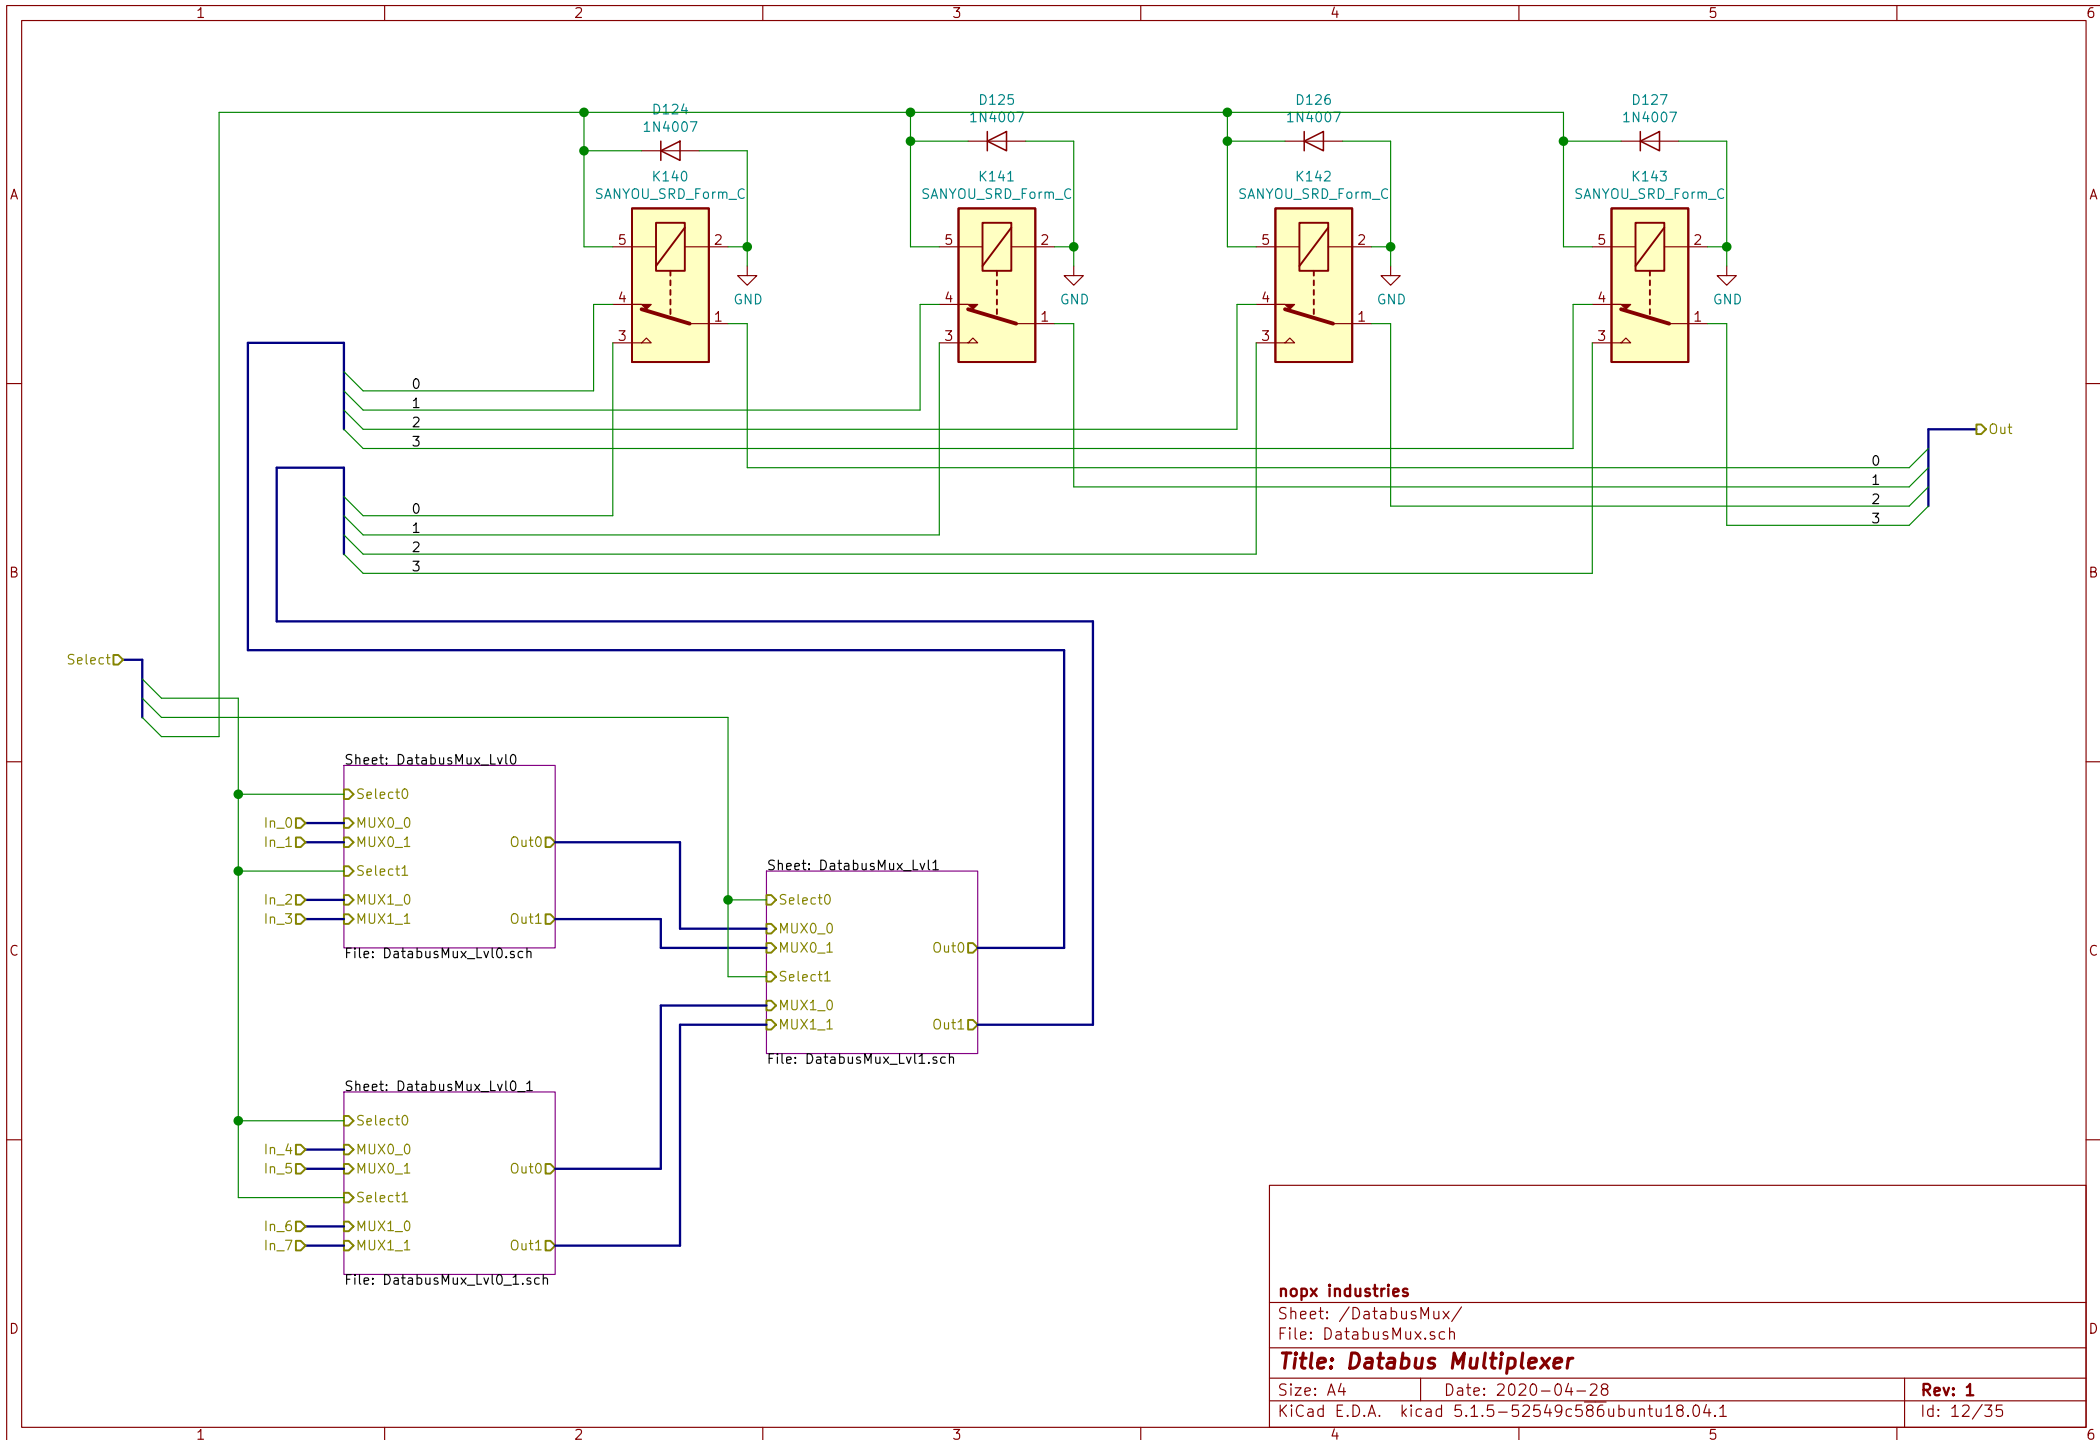 1 2 3 4 5 6
D124
1N4007
D125
1N4007
D126
1N4007
D127
1N4007
A A
K140
SANYOU_SRD_Form_C
K141
SANYOU_SRD_Form_C
K142
SANYOU_SRD_Form_C
K143
SANYOU_SRD_Form_C
5 2 5 2 5 2 5 2
GND GND GND GND
4 1 4 1 4 1 4 1
3 3 3 3
0
1
2
3
Out
0
1
2
3
0
1
2
3
B B
Select
Sheet: DatabusMux_Lvl0
Select0
In_0 MUX0_0
In_1 MUX0_1 Out0
Select1
In_2 MUX1_0
In_3 MUX1_1 Out1
File: DatabusMux_Lvl0.sch
Sheet: DatabusMux_Lvl1
Select0
MUX0_0
MUX0_1 Out0
Select1
MUX1_0
MUX1_1 Out1
File: DatabusMux_Lvl1.sch
C C
Sheet: DatabusMux_Lvl0_1
Select0
In_4 MUX0_0
In_5 MUX0_1 Out0
Select1
In_6 MUX1_0
In_7 MUX1_1 Out1
File: DatabusMux_Lvl0_1.sch
nopx industries
Sheet: /DatabusMux/
File: DatabusMux.sch
D D
Title: Databus Multiplexer
Size: A4 Date: 2020-04-28 Rev: 1
KiCad E.D.A. kicad 5.1.5-52549c586ubuntu18.04.1 Id: 12/35
1 2 3 4 5 6